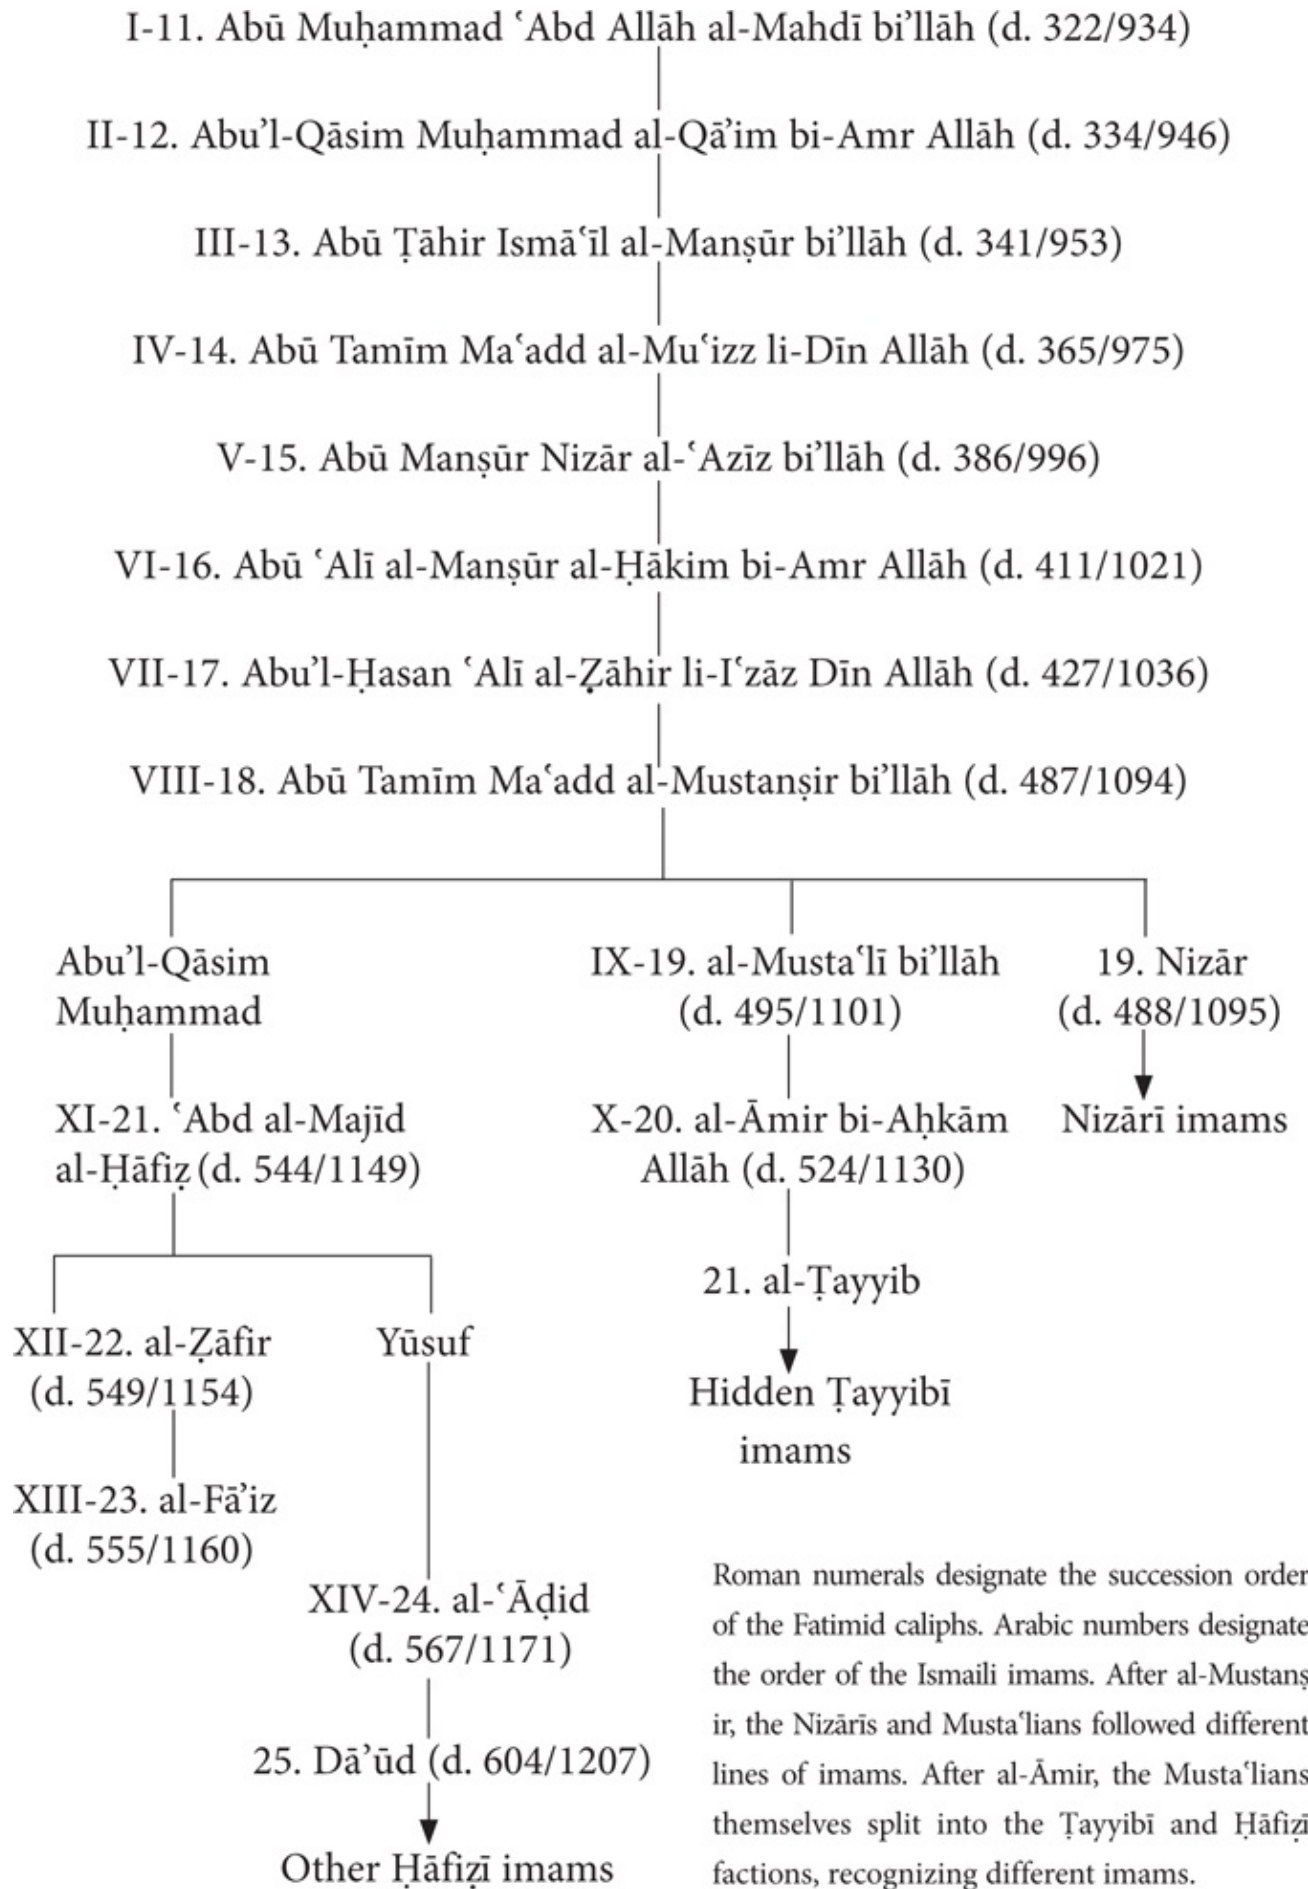 I-11. Abū Muḥammad ʿAbd Allāh al-Mahdī bi’llāh (d. 322/934)
II-12. Abu’l-Qāsim Muḥammad al-Qā’im bi-Amr Allāh (d. 334/946)
III-13. Abū Ṭāhir Ismāʿīl al-Manṣūr bi’llāh (d. 341/953)
IV-14. Abū Tamīm Maʿadd al-Muʿizz li-Dīn Allāh (d. 365/975)
V-15. Abū Manṣūr Nizār al-ʿAzīz bi’llāh (d. 386/996)
VI-16. Abū ʿAlī al-Manṣūr al-Ḥākim bi-Amr Allāh (d. 411/1021)
VII-17. Abu’l-Ḥasan ʿAlī al-Ẓāhir li-Iʿzāz Dīn Allāh (d. 427/1036)
VIII-18. Abū Tamīm Maʿadd al-Mustanṣir bi’llāh (d. 487/1094)
Abu’l-Qāsim
Muḥammad
IX-19. al-Mustaʿlī bi’llāh
(d. 495/1101)
19. Nizār
(d. 488/1095)
XI-21. ʿAbd al-Majīd
al-Ḥāfiẓ (d. 544/1149)
X-20. al-Āmir bi-Aḥkām
Allāh (d. 524/1130)
Nizārī imams
21. al-Ṭayyib
XII-22. al-Ẓāfir
(d. 549/1154)
Yūsuf
Hidden Ṭayyibī
imams
XIII-23. al-Fā’iz
(d. 555/1160)
XIV-24. al-ʿĀḍid
(d. 567/1171)
25. Dā’ūd (d. 604/1207)
Other Ḥāfiẓī imams
Roman numerals designate the succession order
of the Fatimid caliphs. Arabic numbers designate
the order of the Ismaili imams. After al-Mustanṣ
ir, the Nizārīs and Mustaʿlians followed different
lines of imams. After al-Āmir, the Mustaʿlians
themselves split into the Ṭayyibī and Ḥāfiẓī
factions, recognizing different imams.